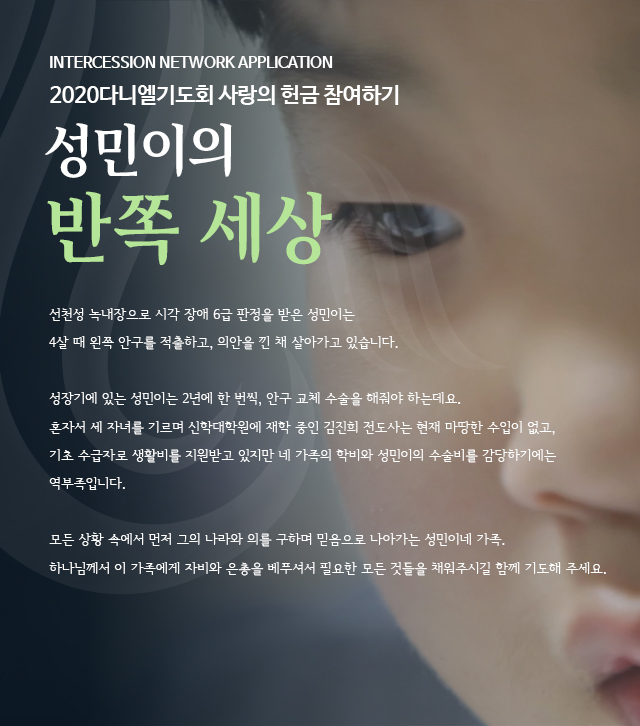 INTERCESSION NETWORK APPLICATION
2020다니엘기도회 사랑의 헌금 참여하기
성민이의
반쪽 세상
선천성 녹내장으로 시각 장애 6급 판정을 받은 성민이는
4살 때 왼쪽 안구를 적출하고, 의안을 낀 채 살아가고 있습니다.
성장기에 있는 성민이는 2년에 한 번씩, 안구 교체 수술을 해줘야 하는데요.
혼자서 세 자녀를 기르며 신학대학원에 재학 중인 김진희 전도사는 현재 마땅한 수입이 없고,
기초 수급자로 생활비를 지원받고 있지만 네 가족의 학비와 성민이의 수술비를 감당하기에는
역부족입니다.
모든 상황 속에서 먼저 그의 나라와 의를 구하며 믿음으로 나아가는 성민이네 가족.
하나님께서 이 가족에게 자비와 은총을 베푸셔서 필요한 모든 것들을 채워주시길 함께 기도해 주세요.